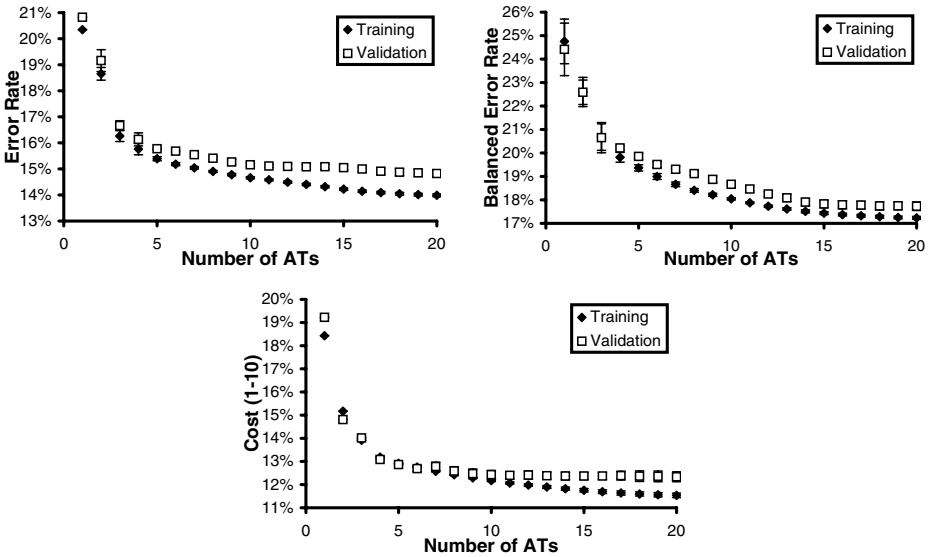 21%
20%
19%
18%
17%
16%
15%
14%
13%
Error Rate
Training
Validation
0 5 10 15 20
Number of ATs
26%
25%
24%
23%
22%
21%
20%
19%
18%
17%
Balanced Error Rate
Training
Validation
0 5 10 15 20
Number of ATs
20%
19%
18%
17%
16%
15%
14%
13%
12%
11%
Cost (1-10)
Training
Validation
0 5 10 15 20
Number of ATs